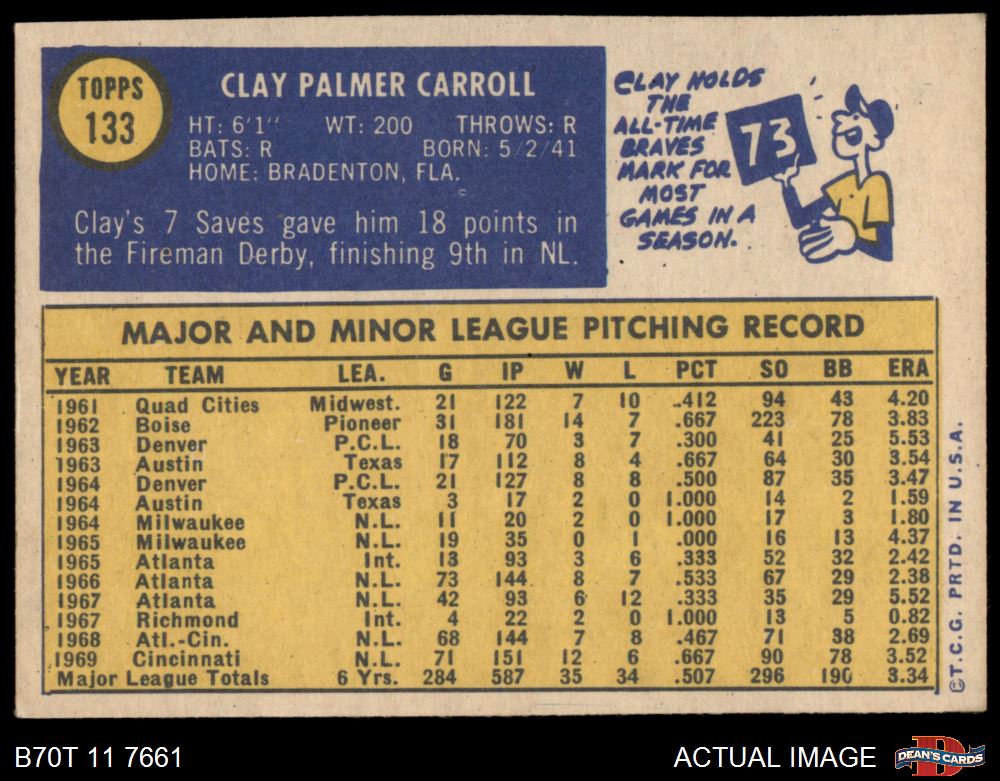 TOPPS
133
CLAY PALMER CARROLL
HT: 6'1" WT: 200 THROWS: R
BATS: R BORN: 5/2/41
HOME: BRADENTON, FLA.
Clay's 7 Saves gave him 18 points in
the Fireman Derby, finishing 9th in NL.
CLAY HOLDS
THE
ALL-TIME
BRAVES
MARK FOR
MOST
GAMES IN A
SEASON.
73
MAJOR AND MINOR LEAGUE PITCHING RECORD
YEAR TEAM LEA. G IP W L PCT SO BB ERA
1961 Quad Cities Midwest. 21 122 7 10 .412 94 43 4.20
1962 Boise Pioneer 31 181 14 7 .667 223 78 3.83
1963 Denver P.C.L. 18 70 3 7 .300 41 25 5.53
1963 Austin Texas 17 112 8 4 .667 64 30 3.54
1964 Denver P.C.L. 21 127 8 8 .500 87 35 3.47
1964 Austin Texas 3 17 2 0 1.000 14 2 1.59
1964 Milwaukee N.L. 11 20 2 0 1.000 17 3 1.80
1965 Milwaukee N.L. 19 35 0 1 .000 16 13 4.37
1965 Atlanta Int. 13 93 3 6 .333 52 32 2.42
1966 Atlanta N.L. 73 144 8 7 .533 67 29 2.38
1967 Atlanta N.L. 42 93 6 12 .333 35 29 5.52
1967 Richmond Int. 4 22 2 0 1.000 13 5 0.82
1968 Atl.-Cin. N.L. 68 144 7 8 .467 71 38 2.69
1969 Cincinnati N.L. 71 151 12 6 .667 90 78 3.52
Major League Totals 6 Yrs. 284 587 35 34 .507 296 190 3.34
©T.C.G. PRTD. IN U.S.A.
B70T 11 7661
ACTUAL IMAGE
D
DEAN'S CARDS